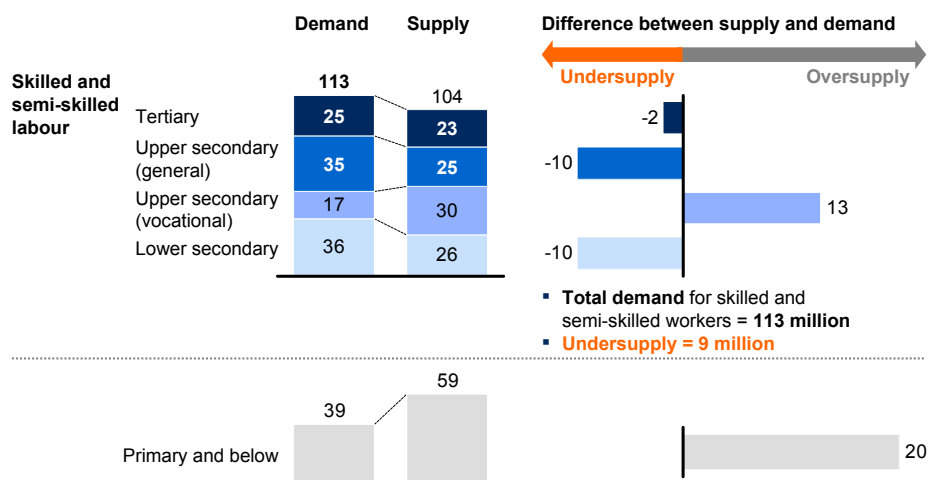 Demand Supply Difference between supply and demand
Undersupply Oversupply
Skilled and
semi-skilled
labour
113 104
Tertiary 25 23 -2
Upper secondary
(general) 35 25 -10
Upper secondary
(vocational) 17 30 13
Lower secondary 36 26 -10
▪ Total demand for skilled and
semi-skilled workers = 113 million
▪ Undersupply = 9 million
39 59
Primary and below 20